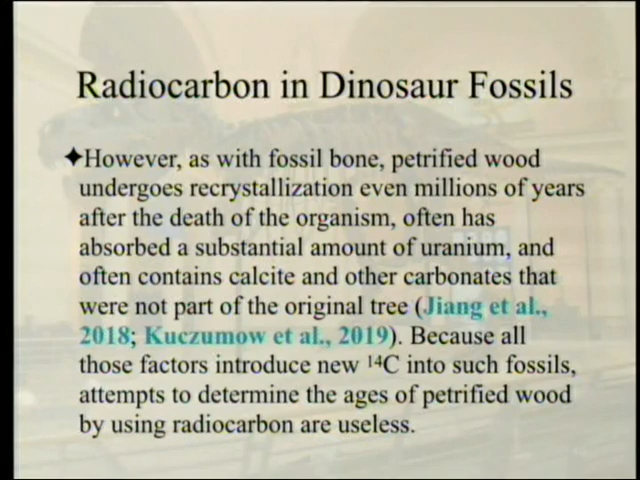 Radiocarbon in Dinosaur Fossils
✦However, as with fossil bone, petrified wood
undergoes recrystallization even millions of years
after the death of the organism, often has
absorbed a substantial amount of uranium, and
often contains calcite and other carbonates that
were not part of the original tree (Jiang et al.,
2018; Kuczumow et al., 2019). Because all
those factors introduce new ¹⁴C into such fossils,
attempts to determine the ages of petrified wood
by using radiocarbon are useless.